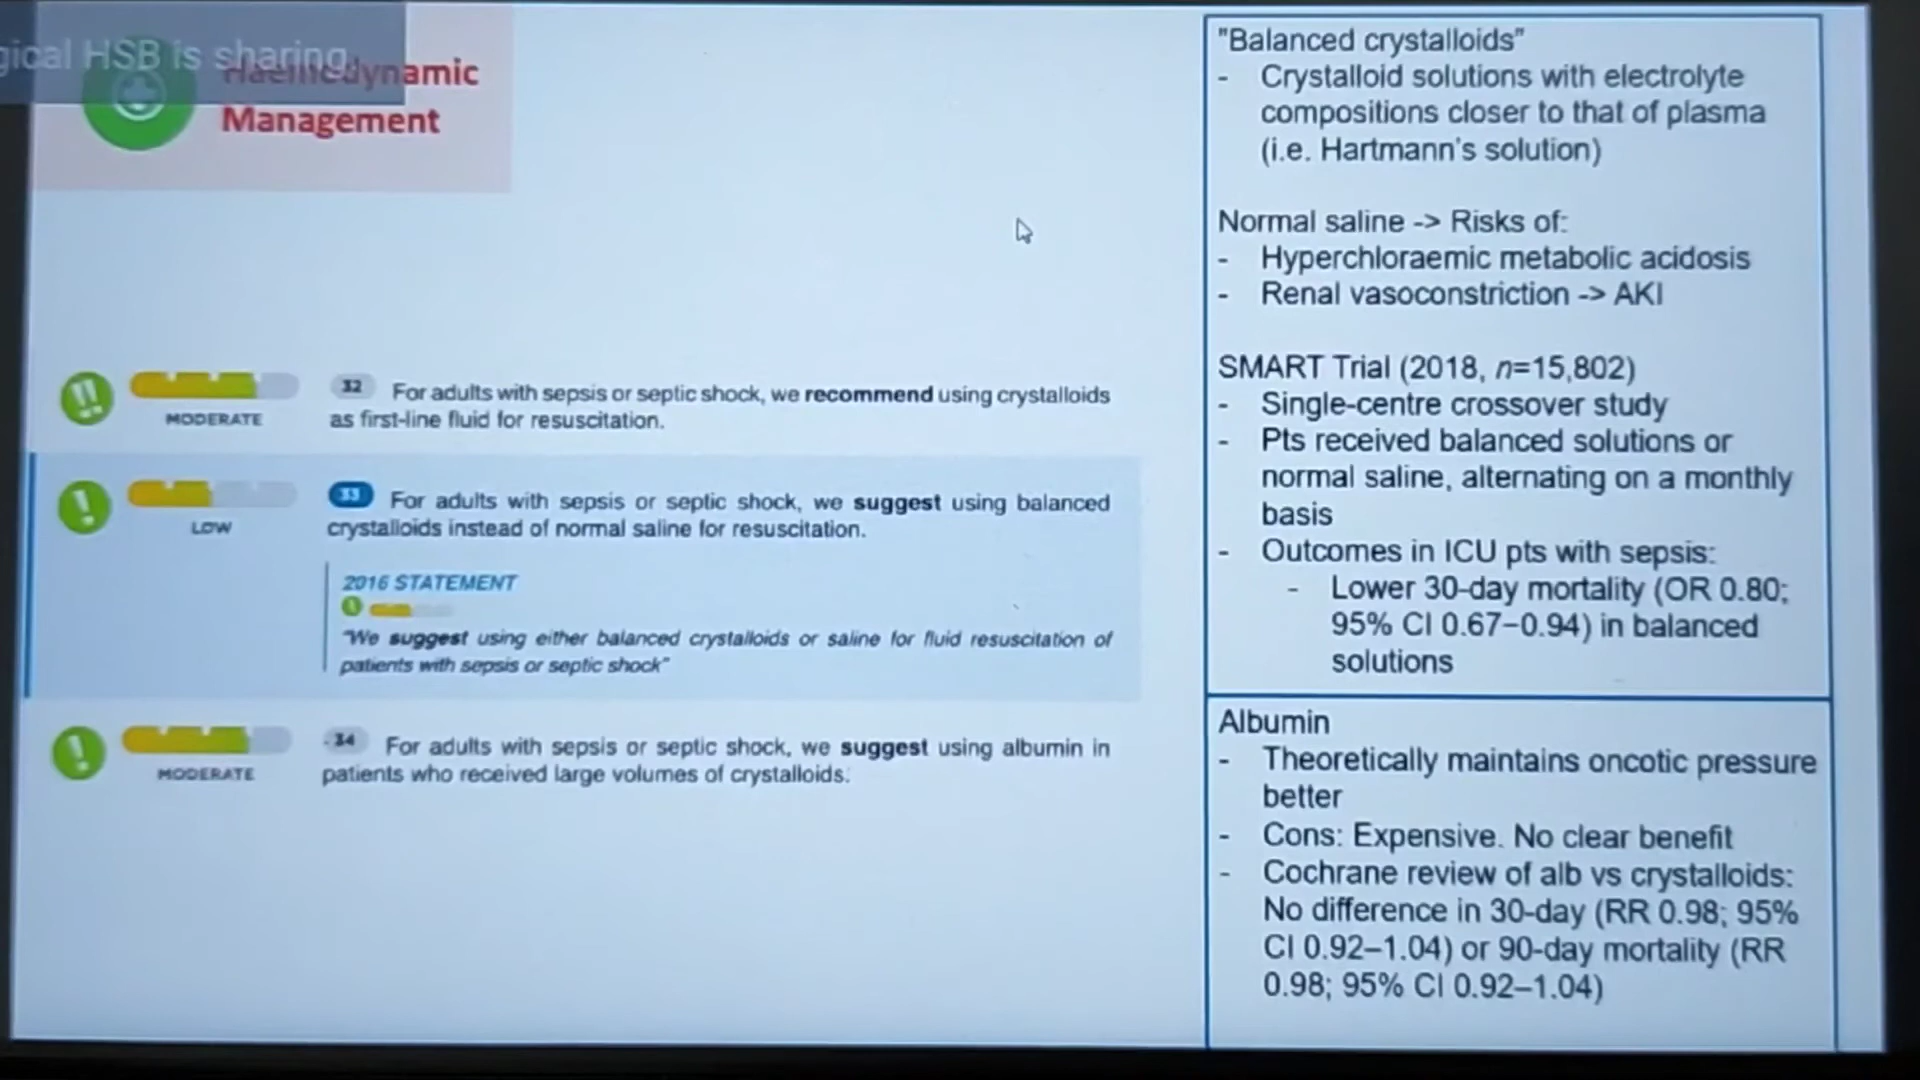 gical HSB is sharing
Haemodynamic
Management
MODERATE
32 For adults with sepsis or septic shock, we recommend using crystalloids
as first-line fluid for resuscitation.
LOW
33 For adults with sepsis or septic shock, we suggest using balanced
crystalloids instead of normal saline for resuscitation.
2016 STATEMENT
"We suggest using either balanced crystalloids or saline for fluid resuscitation of
patients with sepsis or septic shock"
MODERATE
34 For adults with sepsis or septic shock, we suggest using albumin in
patients who received large volumes of crystalloids.
"Balanced crystalloids"
- Crystalloid solutions with electrolyte
compositions closer to that of plasma
(i.e. Hartmann's solution)
Normal saline -> Risks of:
- Hyperchloraemic metabolic acidosis
- Renal vasoconstriction -> AKI
SMART Trial (2018, n=15,802)
- Single-centre crossover study
- Pts received balanced solutions or
normal saline, alternating on a monthly
basis
- Outcomes in ICU pts with sepsis:
- Lower 30-day mortality (OR 0.80;
95% CI 0.67–0.94) in balanced
solutions
Albumin
- Theoretically maintains oncotic pressure
better
- Cons: Expensive. No clear benefit
- Cochrane review of alb vs crystalloids:
No difference in 30-day (RR 0.98; 95%
CI 0.92–1.04) or 90-day mortality (RR
0.98; 95% CI 0.92–1.04)